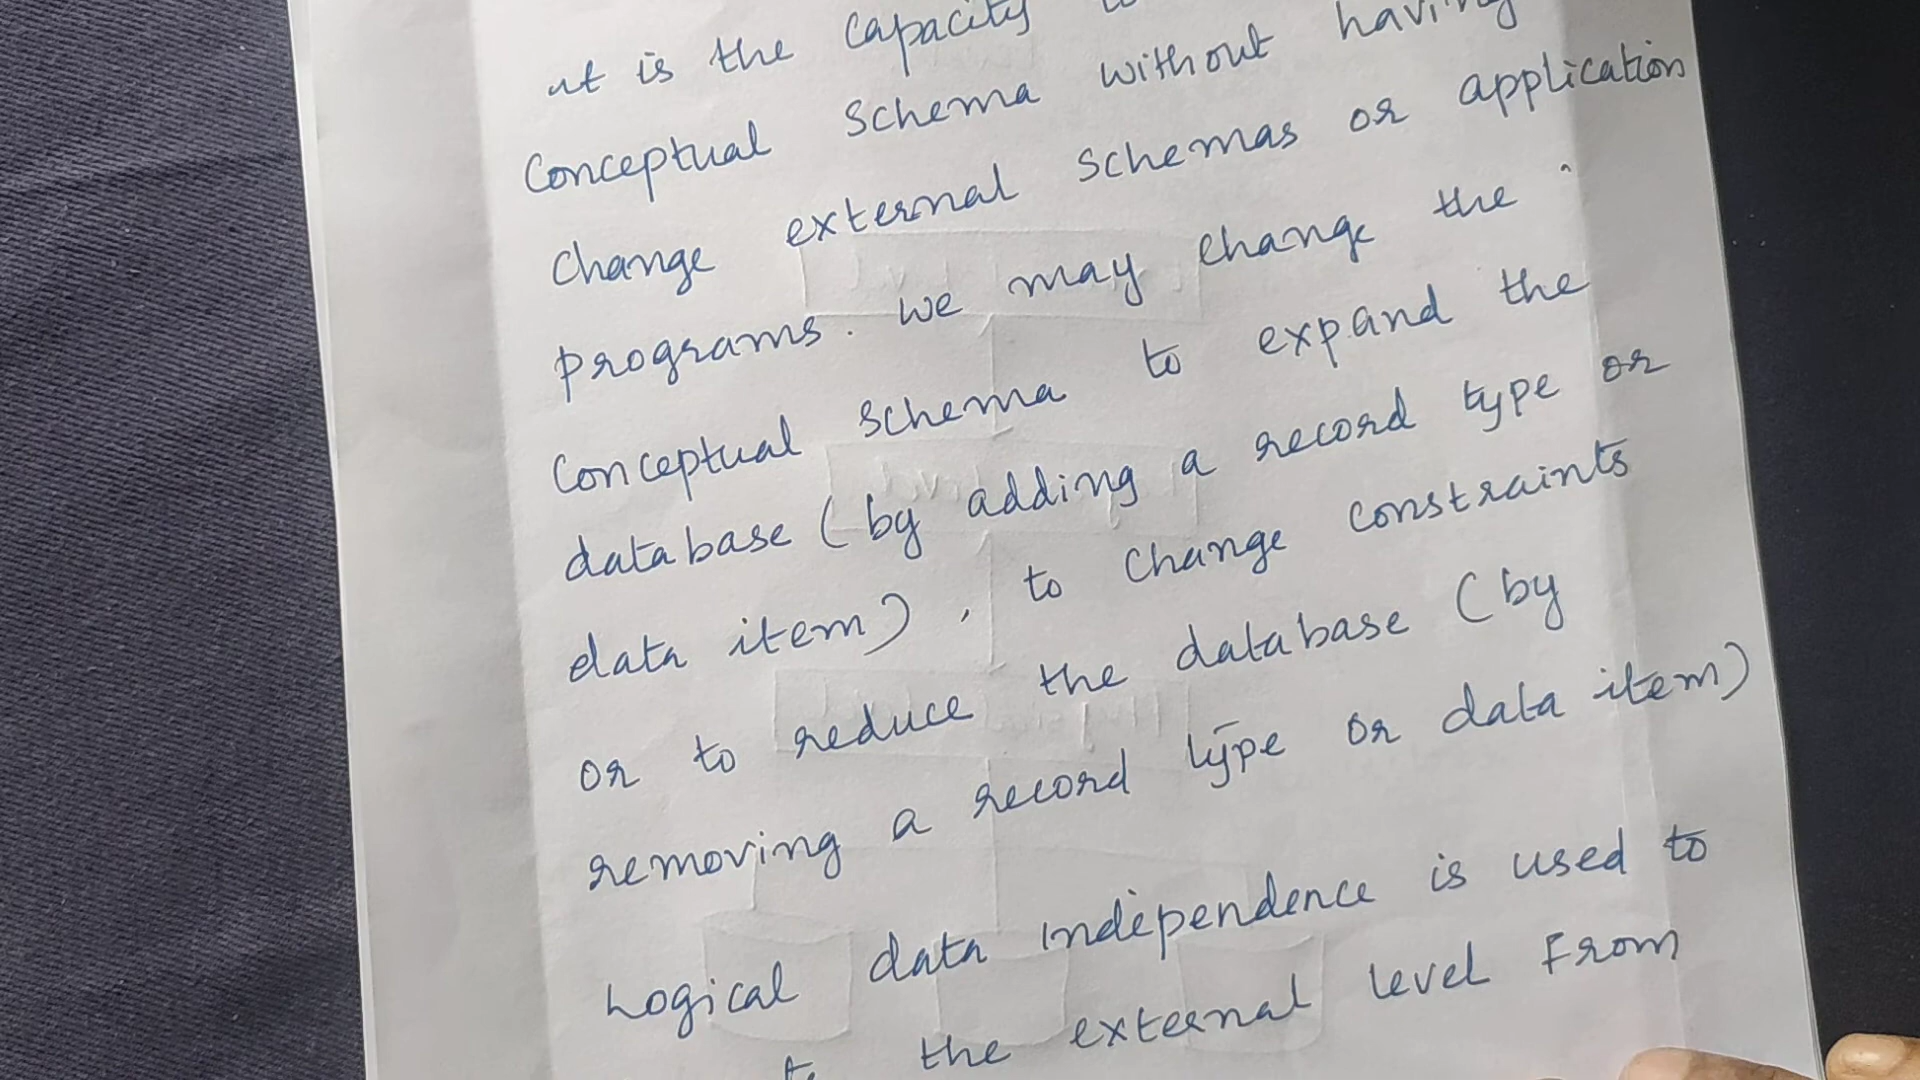 ut is the capacity
Conceptual Schema without having
change external schemas or application
programs. we may change the
Conceptual schema to expand the
database (by adding a record type or
data item), to change constraints
or to reduce the database (by
removing a record type or data item)
Logical data independence is used to
the external level From